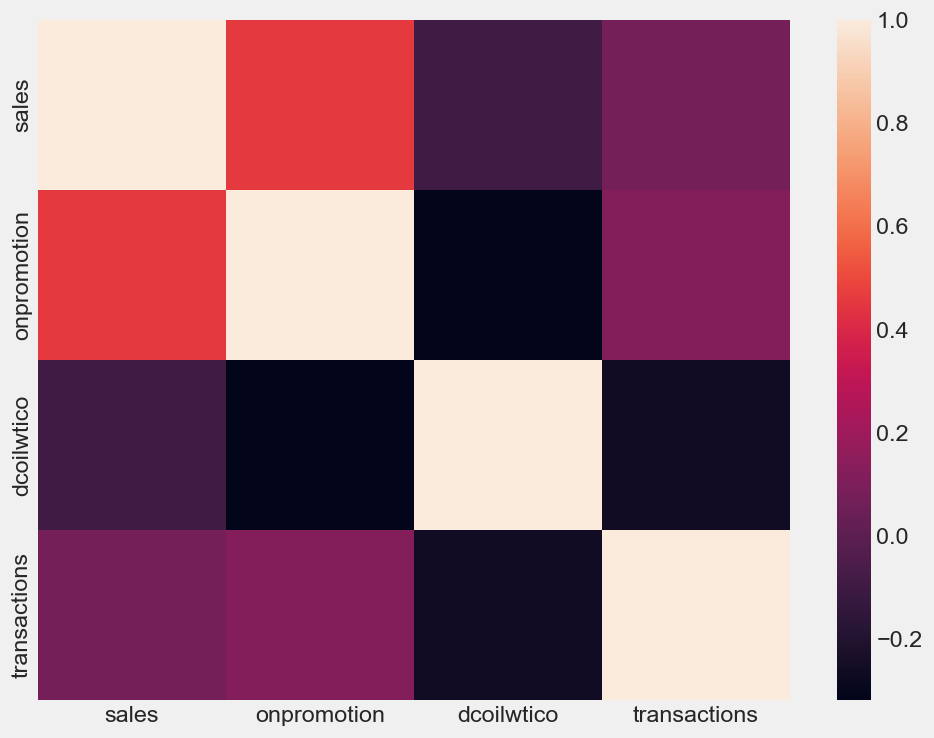 sales
onpromotion
dcoilwtico
transactions
sales
onpromotion
dcoilwtico
transactions
1.0
0.8
0.6
0.4
0.2
0.0
−0.2